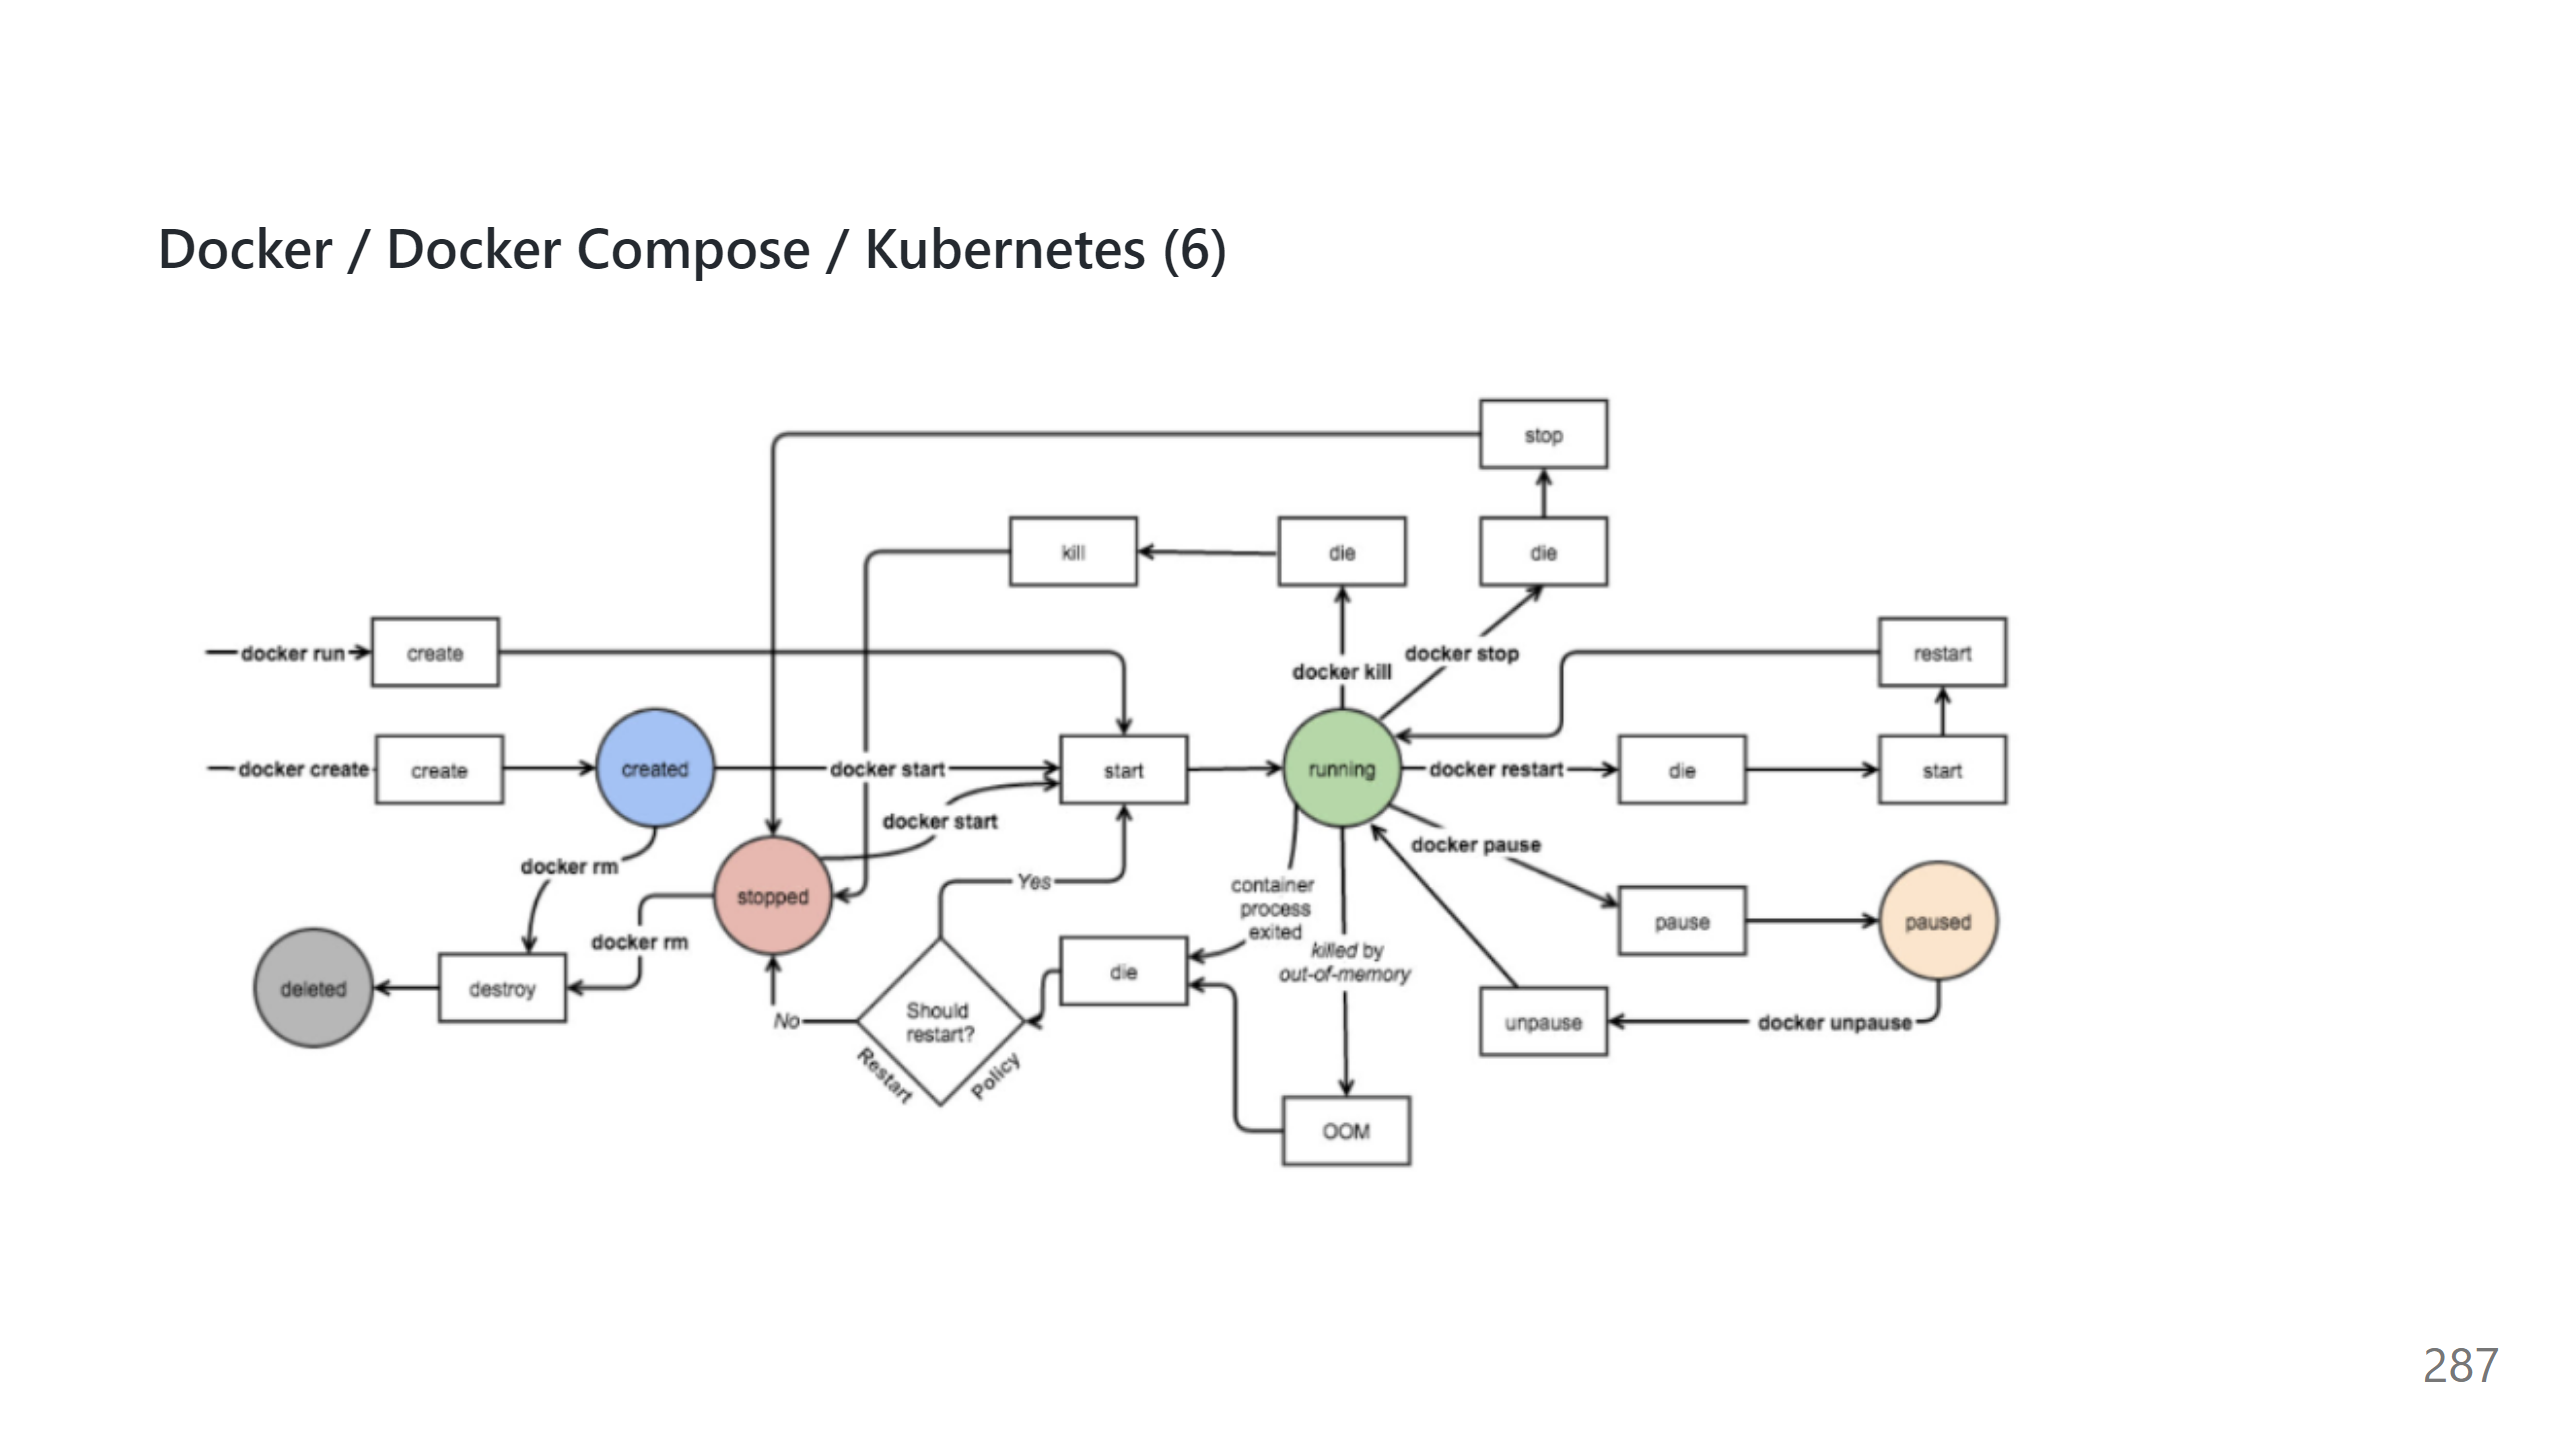 Docker / Docker Compose / Kubernetes (6)
stop
kill
die
die
docker run
create
docker kill
docker stop
restart
docker create
create
created
docker start
start
running
docker restart
die
start
docker start
docker pause
docker rm
stopped
Yes
container
process
exited
pause
paused
docker rm
killed by
out-of-memory
deleted
destroy
die
No
Should
restart?
Restart
Policy
unpause
docker unpause
OOM
287